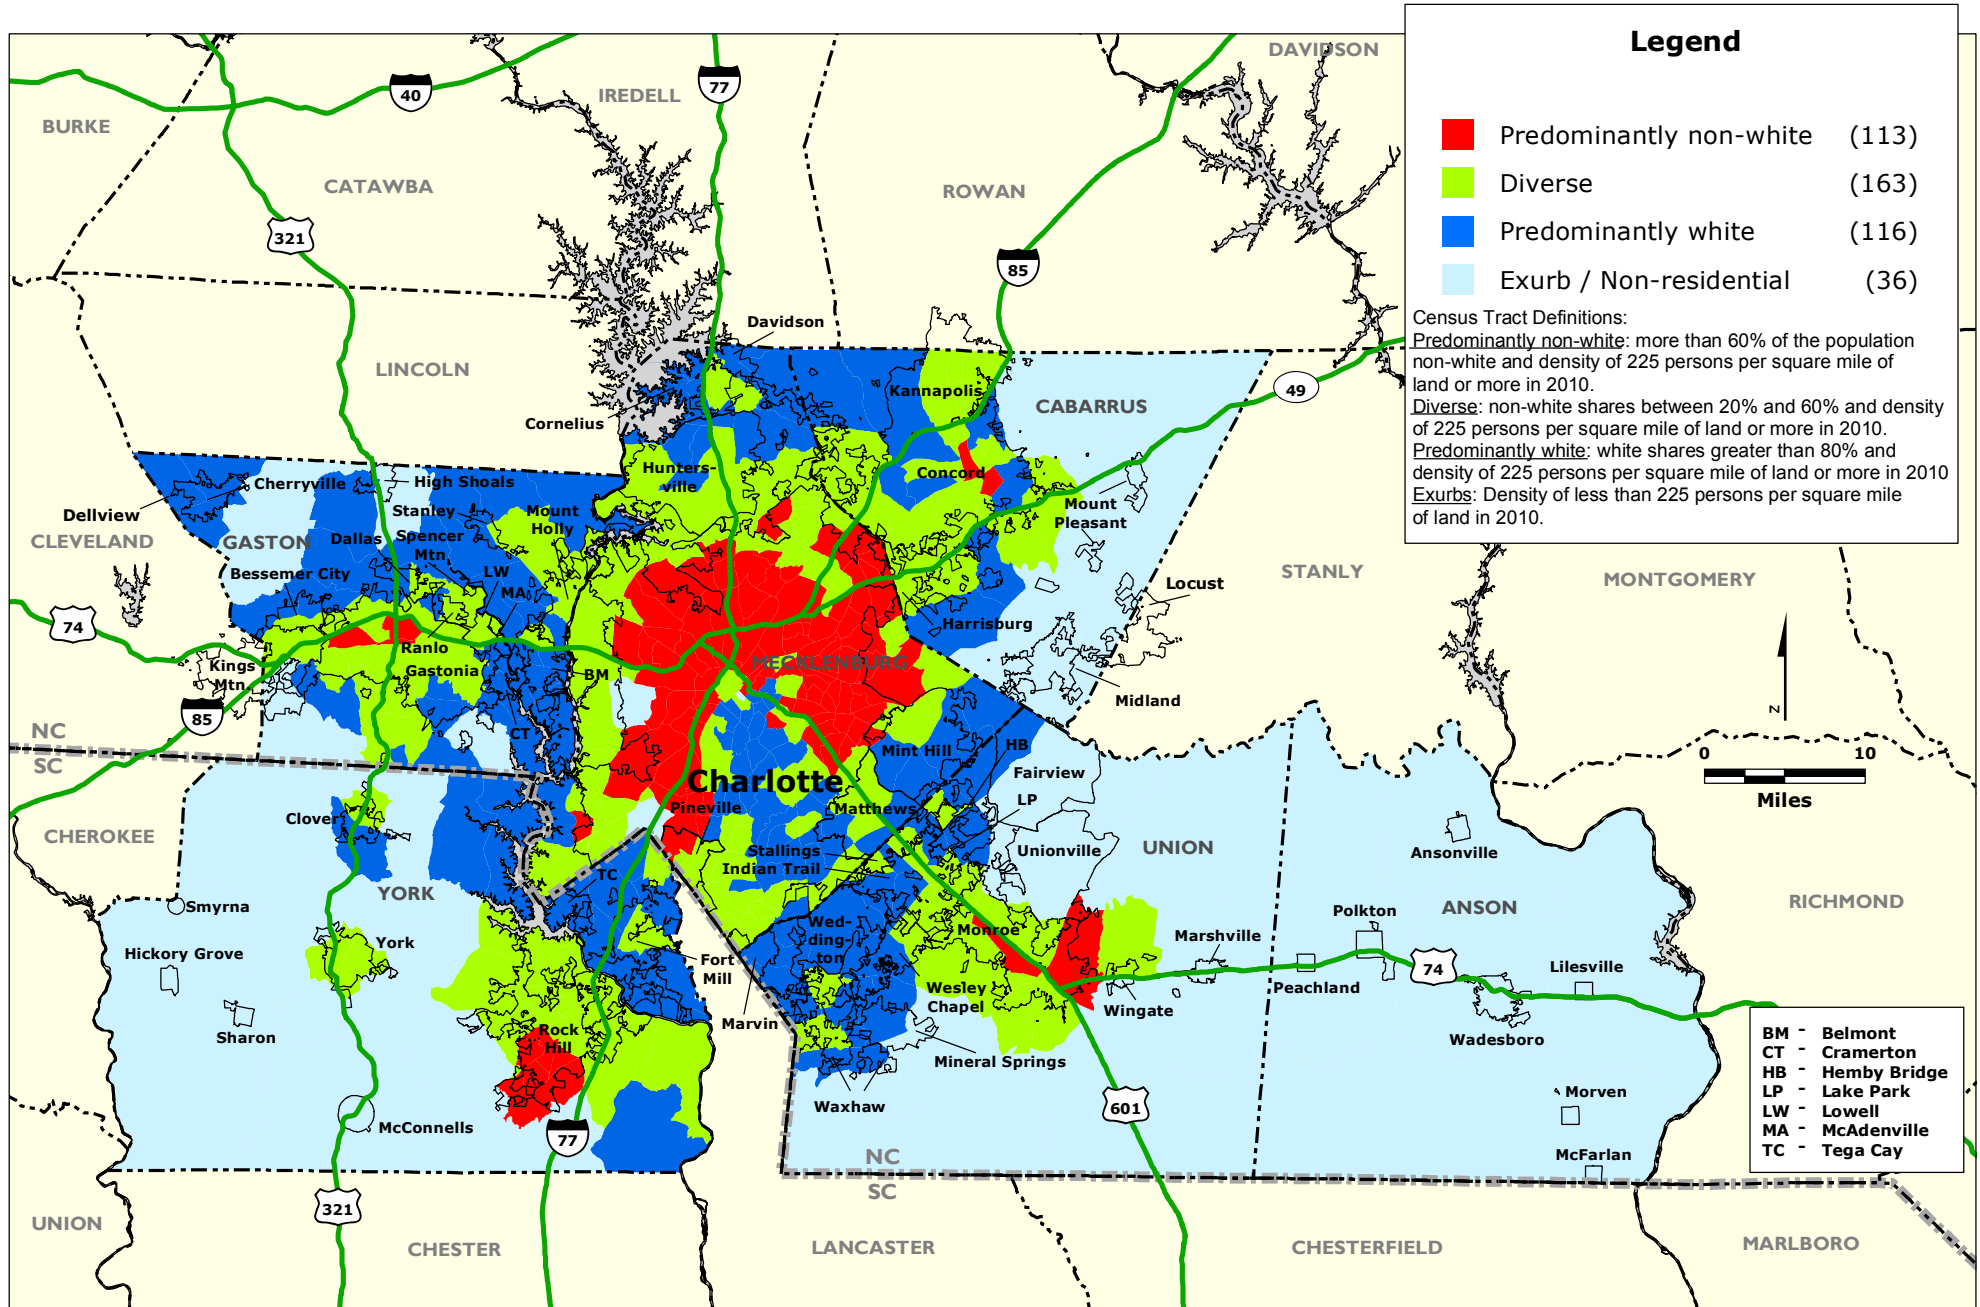 Legend
Predominantly non-white (113)
Diverse (163)
Predominantly white (116)
Exurb / Non-residential (36)
Census Tract Definitions:
Predominantly non-white: more than 60% of the population
non-white and density of 225 persons per square mile of
land or more in 2010.
Diverse: non-white shares between 20% and 60% and density
of 225 persons per square mile of land or more in 2010.
Predominantly white: white shares greater than 80% and
density of 225 persons per square mile of land or more in 2010
Exurbs: Density of less than 225 persons per square mile
of land in 2010.
DAVIDSON
BURKE
40
IREDELL
77
CATAWBA
ROWAN
321
85
LINCOLN
Davidson
Kannapolis
49
CABARRUS
Cornelius
Hunters-
ville
Concord
Cherryville
High Shoals
Dellview
Stanley
Mount
Holly
Mount
Pleasant
CLEVELAND
GASTON
Dallas
Spencer
Mtn.
LW
Bessemer City
MA
STANLY
MONTGOMERY
Locust
74
Harrisburg
Kings
Mtn.
Ranlo
Gastonia
BM
MECKLENBURG
Midland
85
NC
SC
CT
Mint Hill
HB
N
0 10
Miles
Charlotte
Fairview
Pineville
Matthews
LP
CHEROKEE
Clover
Stallings
Indian Trail
Unionville
UNION
Ansonville
TC
YORK
Smyrna
RICHMOND
Polkton
ANSON
Wed-
ding-
ton
Monroe
Marshville
York
Hickory Grove
Fort
Mill
74
Lilesville
Peachland
Wesley
Chapel
Wingate
Sharon
Marvin
Rock
Hill
Wadesboro
Mineral Springs
Waxhaw
601
Morven
McConnells
77
McFarlan
NC
SC
BM - Belmont
CT - Cramerton
HB - Hemby Bridge
LP - Lake Park
LW - Lowell
MA - McAdenville
TC - Tega Cay
321
UNION
CHESTER
LANCASTER
CHESTERFIELD
MARLBORO